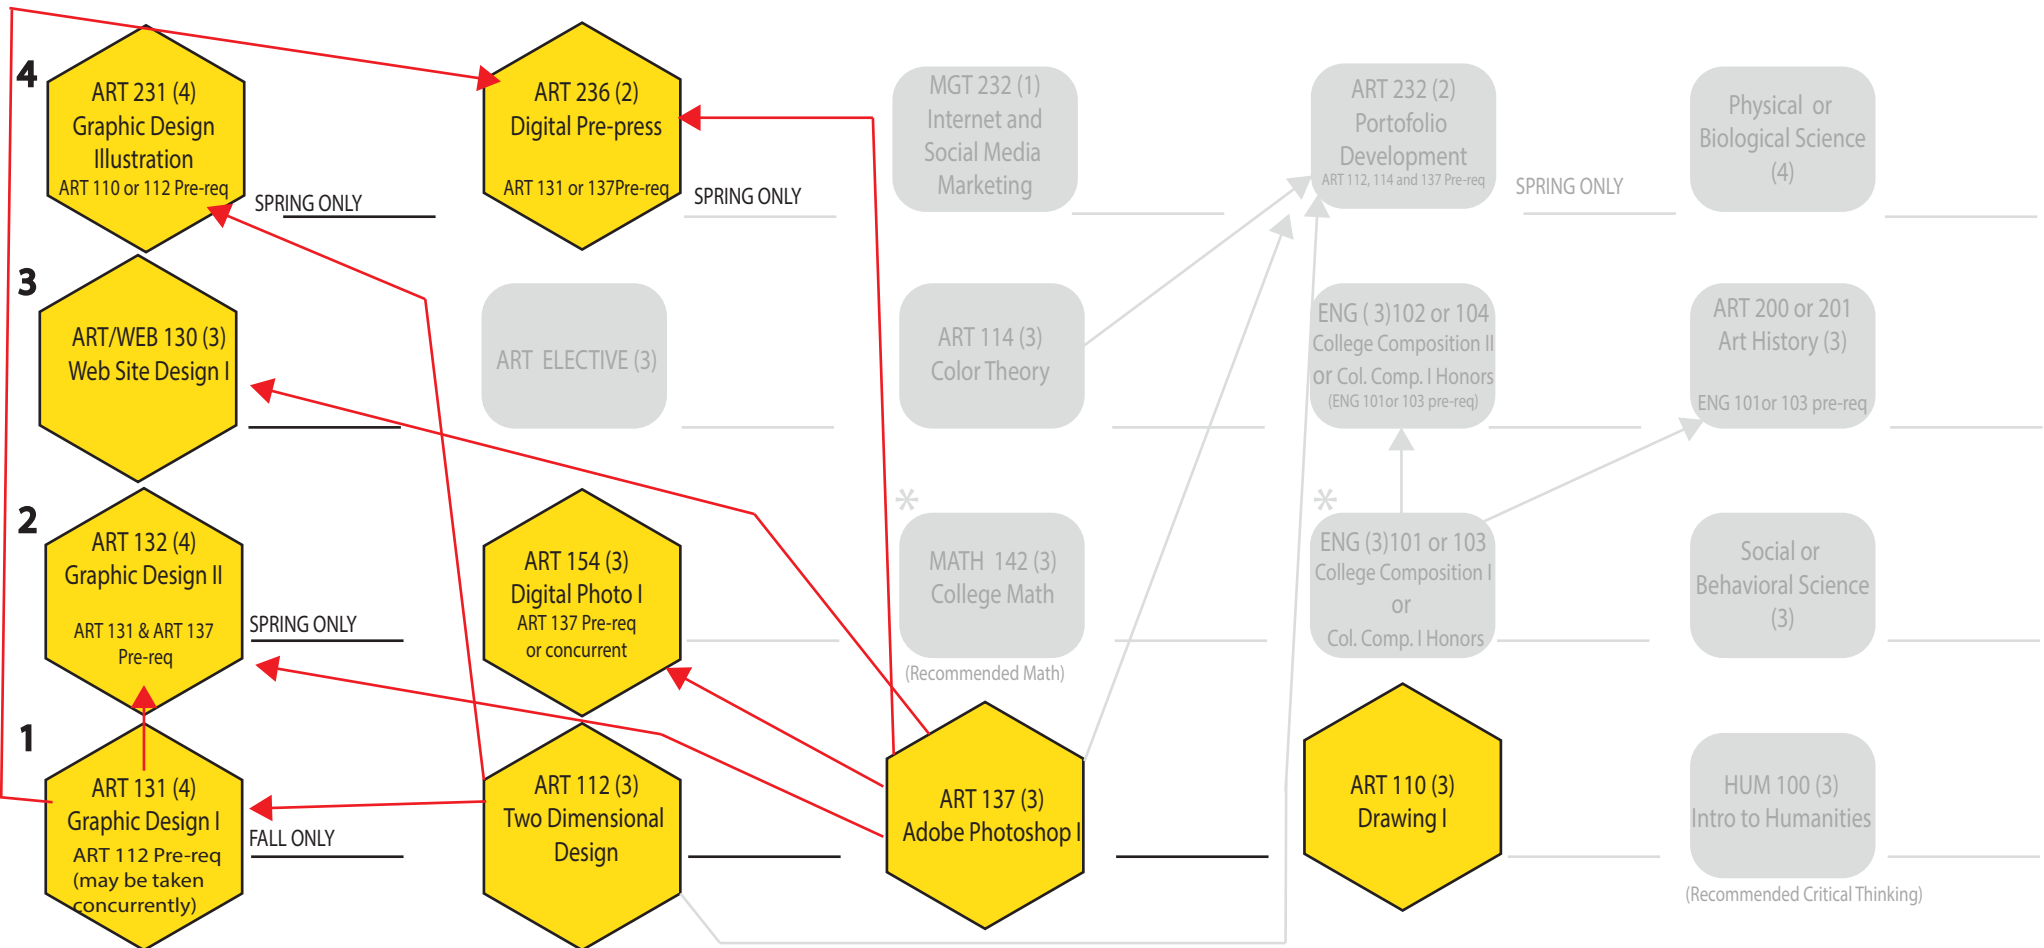 4
ART 231 (4)
Graphic Design
Illustration
ART 110 or 112 Pre-req
SPRING ONLY
ART 236 (2)
Digital Pre-press
ART 131 or 137Pre-req
SPRING ONLY
MGT 232 (1)
Internet and
Social Media
Marketing
ART 232 (2)
Portofolio
Development
ART 112, 114 and 137 Pre-req
SPRING ONLY
Physical or
Biological Science
(4)
3
ART/WEB 130 (3)
Web Site Design I
ART ELECTIVE (3)
ART 114 (3)
Color Theory
ENG ( 3)102 or 104
College Composition II
or Col. Comp. I Honors
(ENG 101or 103 pre-req)
ART 200 or 201
Art History (3)
ENG 101or 103 pre-req
2
ART 132 (4)
Graphic Design II
ART 131 & ART 137
Pre-req
SPRING ONLY
ART 154 (3)
Digital Photo I
ART 137 Pre-req
or concurrent
*
MATH 142 (3)
College Math
(Recommended Math)
*
ENG (3)101 or 103
College Composition I
or
Col. Comp. I Honors
Social or
Behavioral Science
(3)
1
ART 131 (4)
Graphic Design I
ART 112 Pre-req
(may be taken
concurrently)
FALL ONLY
ART 112 (3)
Two Dimensional
Design
ART 137 (3)
Adobe Photoshop I
ART 110 (3)
Drawing I
HUM 100 (3)
Intro to Humanities
(Recommended Critical Thinking)